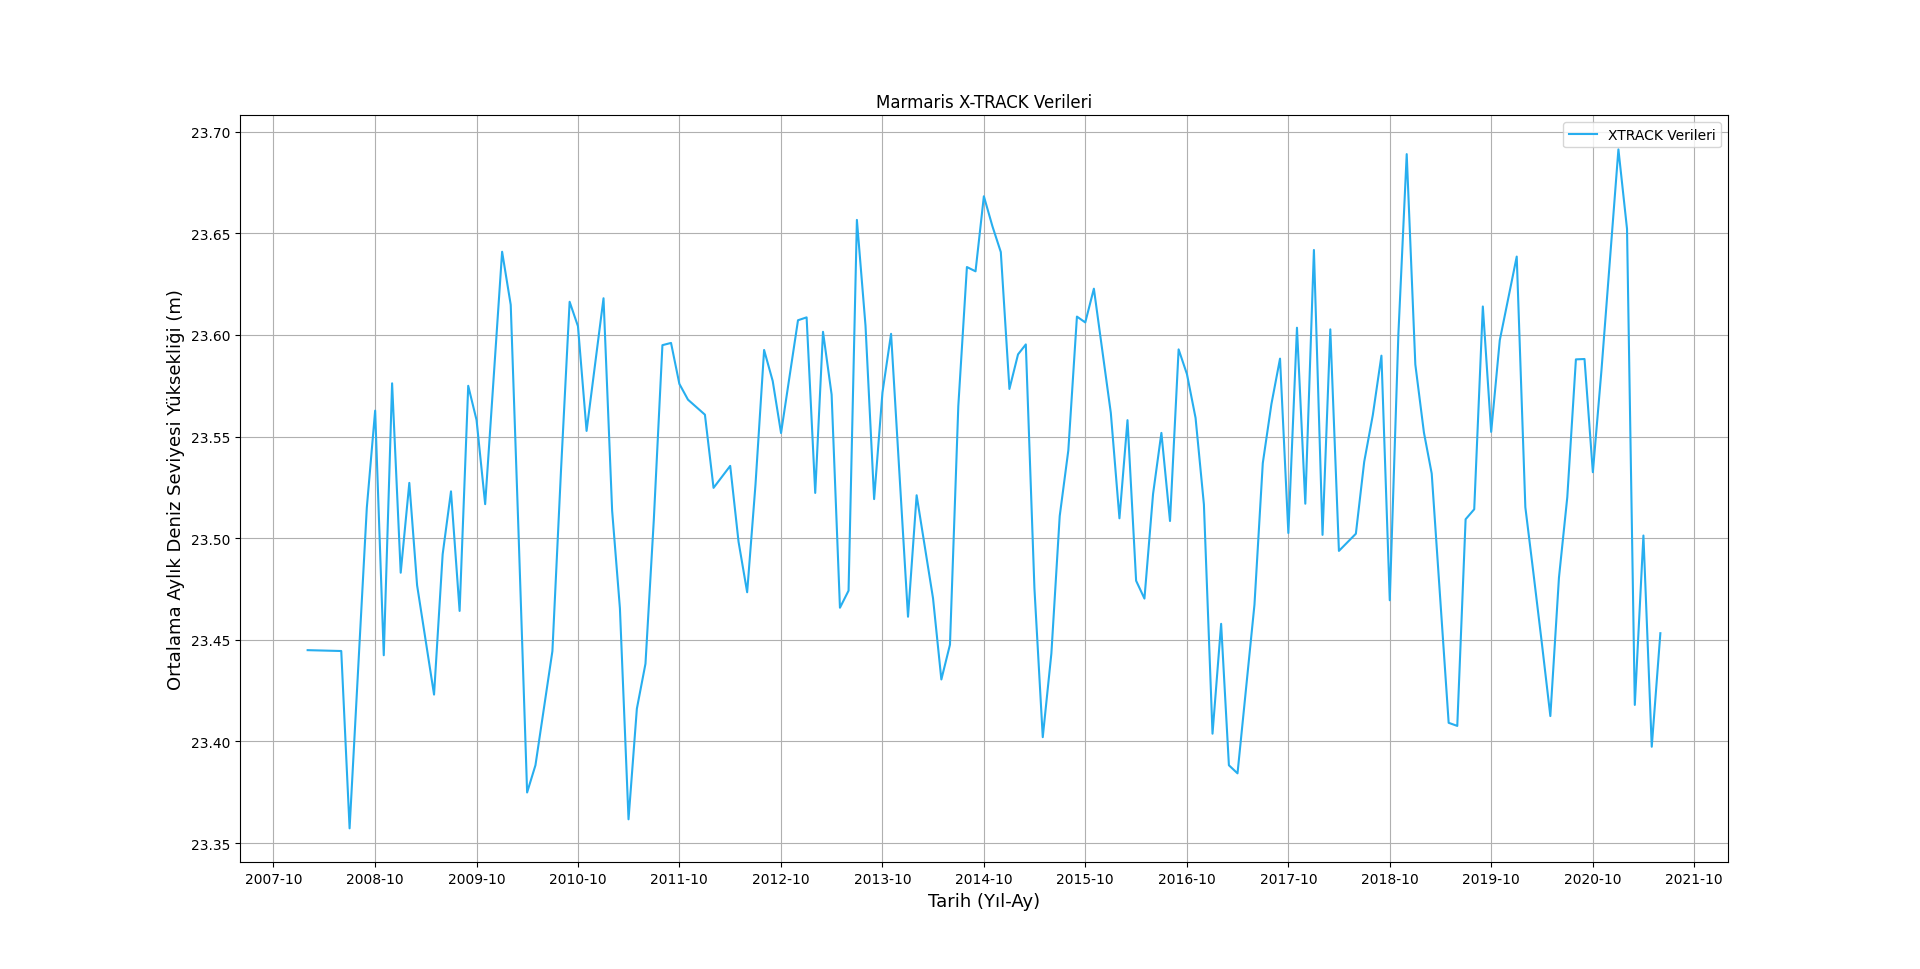 Marmaris X-TRACK Verileri
XTRACK Verileri
Ortalama Aylık Deniz Seviyesi Yüksekliği (m)
23.70
23.65
23.60
23.55
23.50
23.45
23.40
23.35
2007-10 2008-10 2009-10 2010-10 2011-10 2012-10 2013-10 2014-10 2015-10 2016-10 2017-10 2018-10 2019-10 2020-10 2021-10
Tarih (Yıl-Ay)